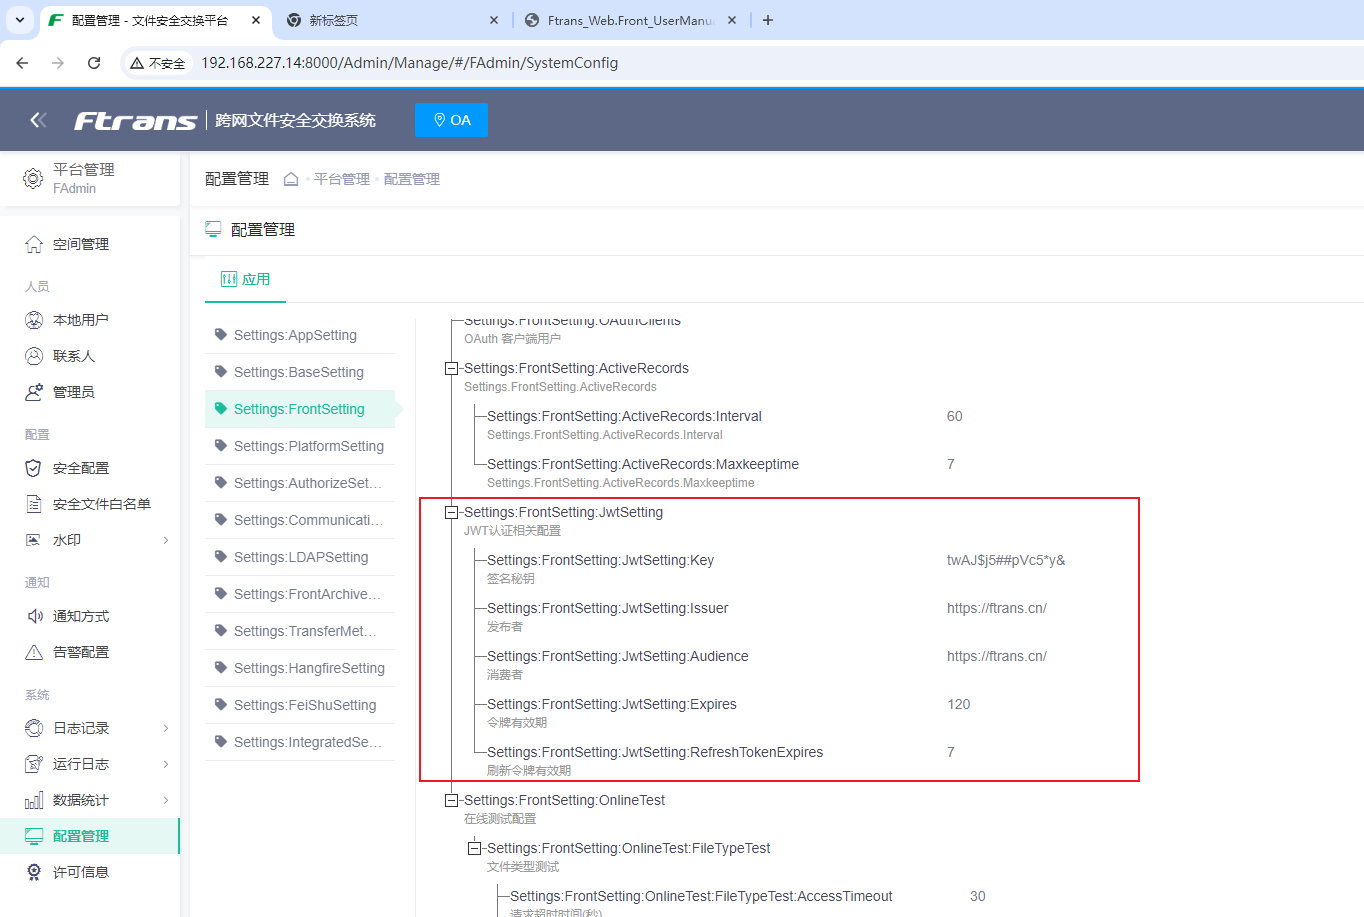 配置管理 - 文件安全交换平台
新标签页
Ftrans_Web.Front_UserManu
不安全
192.168.227.14:8000/Admin/Manage/#/FAdmin/SystemConfig
Ftrans
跨网文件安全交换系统
OA
平台管理
FAdmin
空间管理
人员
本地用户
联系人
管理员
配置
安全配置
安全文件白名单
水印
通知
通知方式
告警配置
系统
日志记录
运行日志
数据统计
配置管理
许可信息
配置管理
平台管理
配置管理
配置管理
应用
Settings:AppSetting
Settings:BaseSetting
Settings:FrontSetting
Settings:PlatformSetting
Settings:AuthorizeSet...
Settings:Communicati...
Settings:LDAPSetting
Settings:FrontArchive...
Settings:TransferMet...
Settings:HangfireSetting
Settings:FeiShuSetting
Settings:IntegratedSe...
Settings:FrontSetting:OAuthClients
OAuth 客户端用户
Settings:FrontSetting:ActiveRecords
Settings.FrontSetting.ActiveRecords
Settings:FrontSetting:ActiveRecords:Interval 60
Settings.FrontSetting.ActiveRecords.Interval
Settings:FrontSetting:ActiveRecords:Maxkeeptime 7
Settings.FrontSetting.ActiveRecords.Maxkeeptime
Settings:FrontSetting:JwtSetting
JWT认证相关配置
Settings:FrontSetting:JwtSetting:Key twAJ$j5##pVc5*y&
签名秘钥
Settings:FrontSetting:JwtSetting:Issuer https://ftrans.cn/
发布者
Settings:FrontSetting:JwtSetting:Audience https://ftrans.cn/
消费者
Settings:FrontSetting:JwtSetting:Expires 120
令牌有效期
Settings:FrontSetting:JwtSetting:RefreshTokenExpires 7
刷新令牌有效期
Settings:FrontSetting:OnlineTest
在线测试配置
Settings:FrontSetting:OnlineTest:FileTypeTest
文件类型测试
Settings:FrontSetting:OnlineTest:FileTypeTest:AccessTimeout 30
请求超时时间(秒)